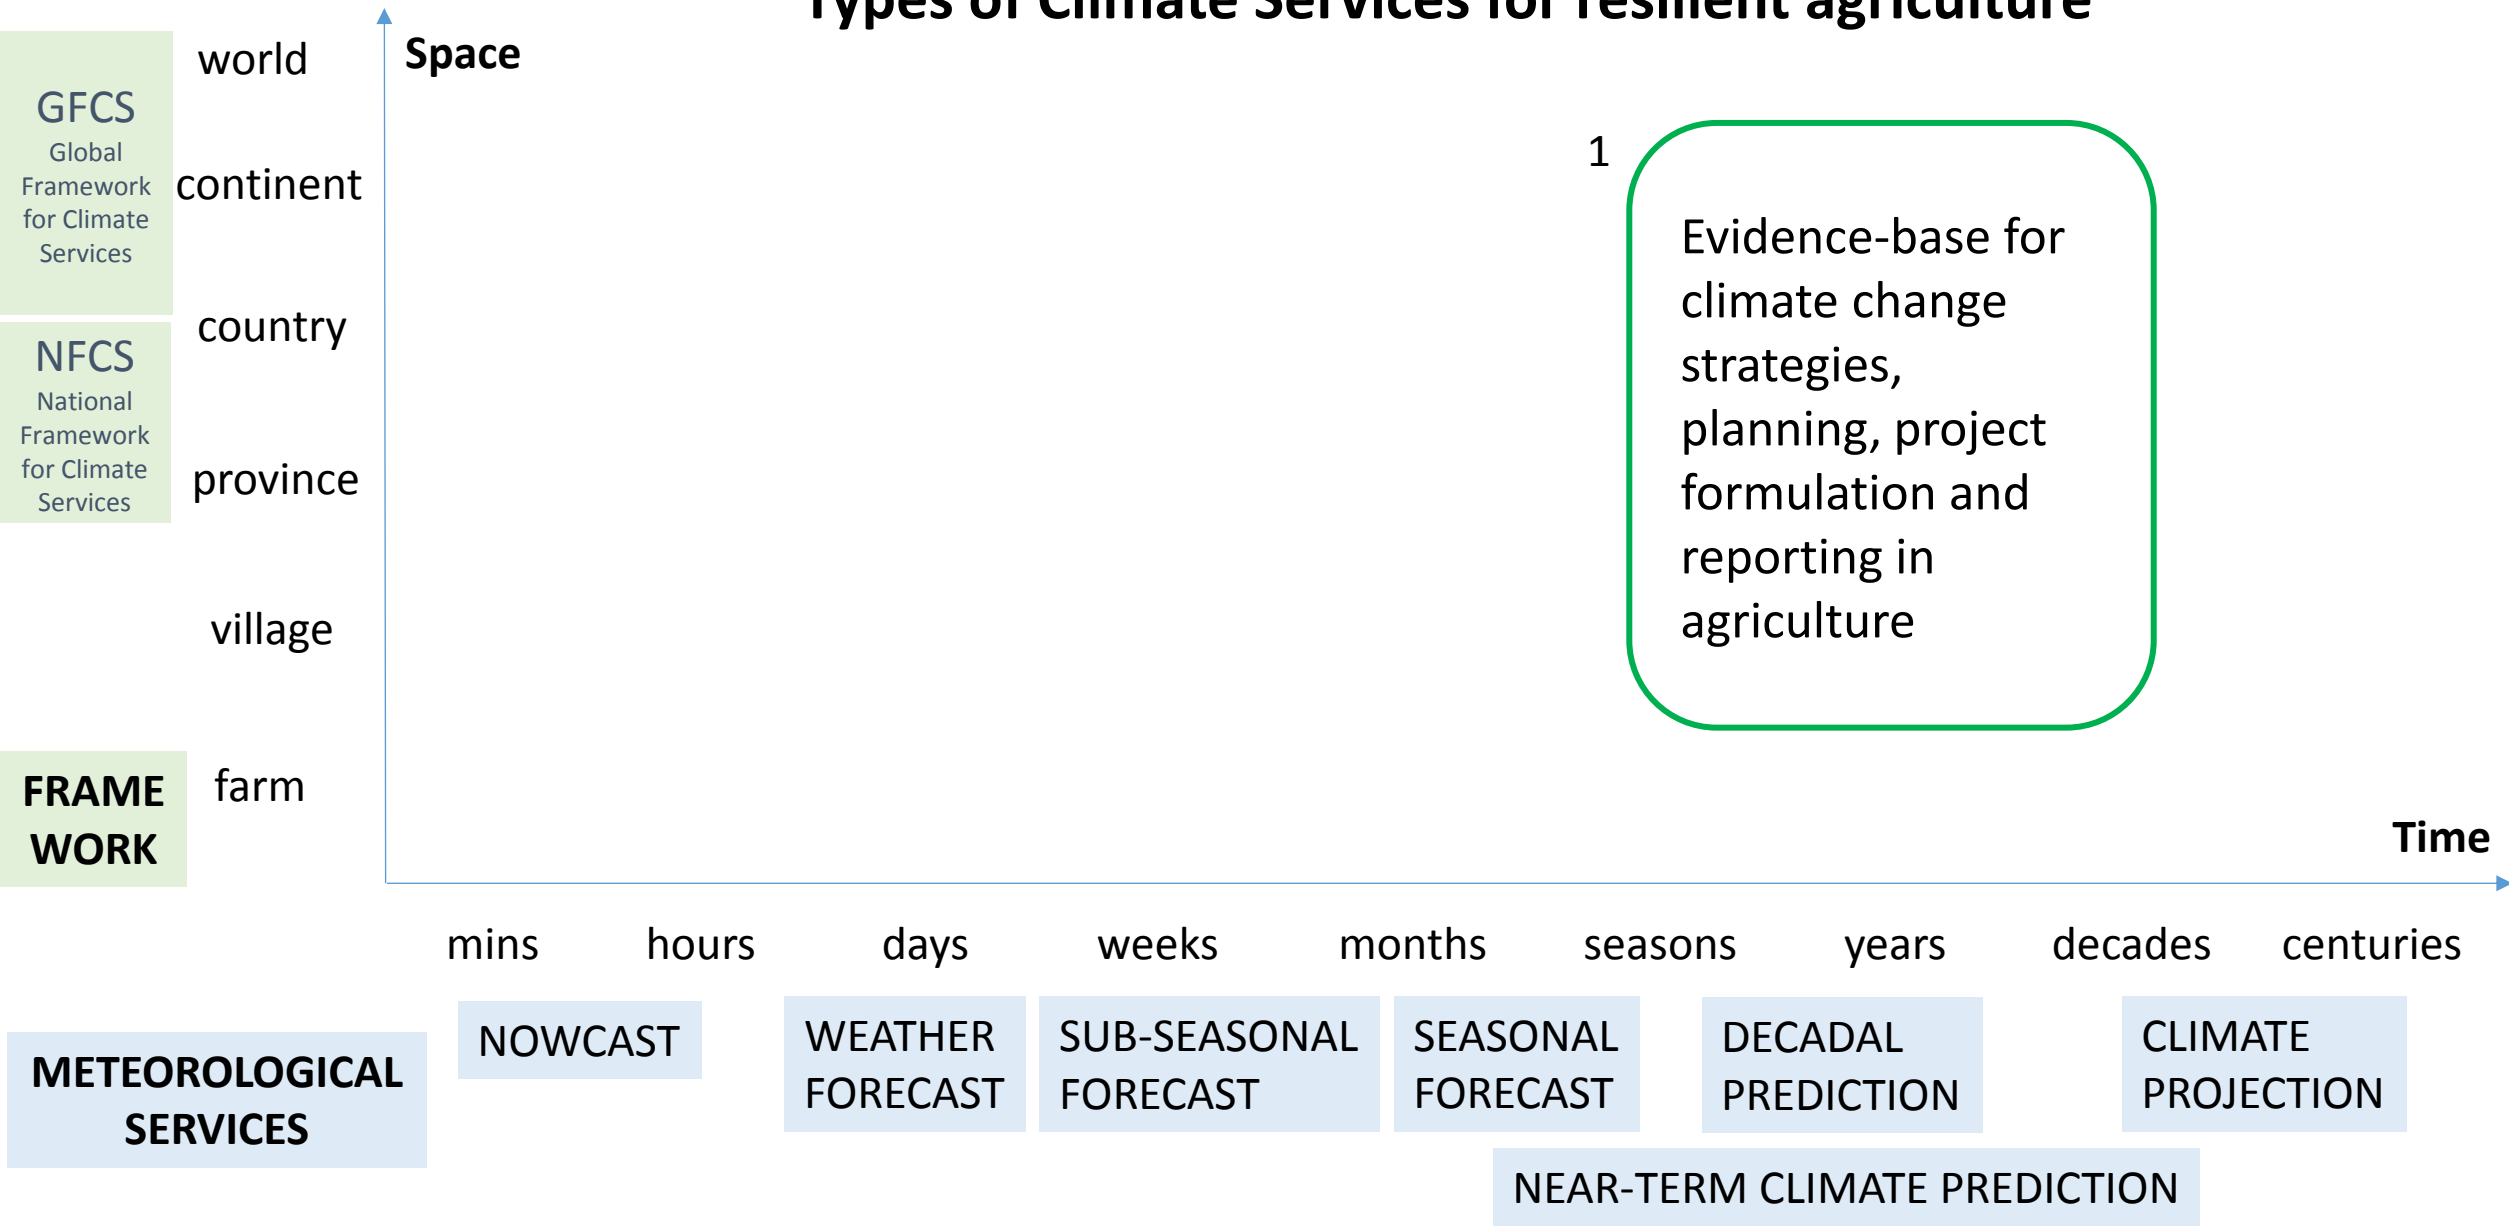 Types of Climate Services for resilient agriculture
Space
world
continent
country
province
village
farm
GFCS
Global
Framework
for Climate
Services
NFCS
National
Framework
for Climate
Services
FRAME
WORK
1
Evidence-base for
climate change
strategies,
planning, project
formulation and
reporting in
agriculture
Time
mins hours days weeks months seasons years decades centuries
METEOROLOGICAL
SERVICES
NOWCAST
WEATHER
FORECAST
SUB-SEASONAL
FORECAST
SEASONAL
FORECAST
DECADAL
PREDICTION
CLIMATE
PROJECTION
NEAR-TERM CLIMATE PREDICTION